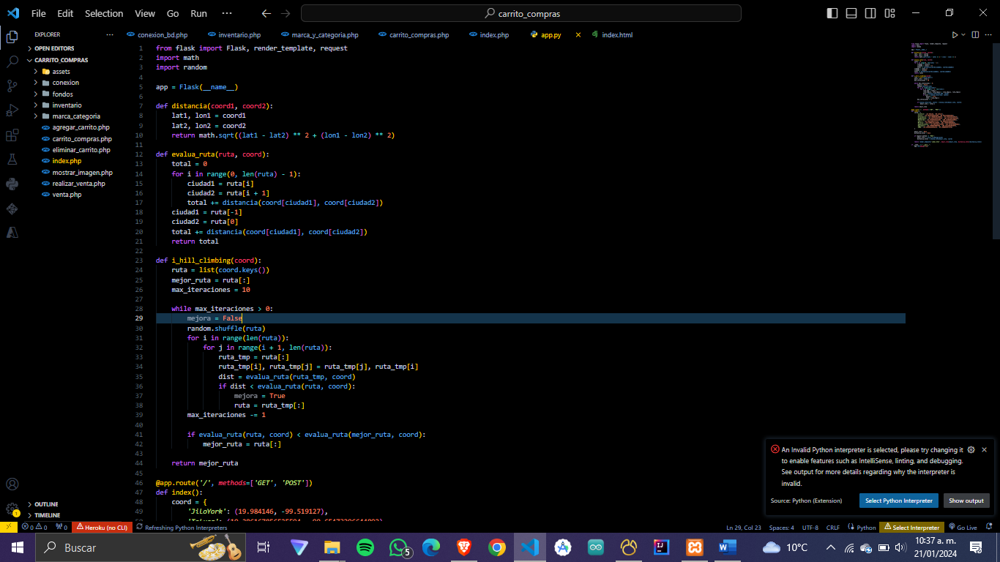 File Edit Selection View Go Run ··· carrito_compras
EXPLORER ···
OPEN EDITORS
CARRITO_COMPRAS
assets
conexion
fondos
inventario
marca_categoria
agregar_carrito.php
carrito_compras.php
eliminar_carrito.php
index.php
mostrar_imagen.php
realizar_venta.php
venta.php
OUTLINE
TIMELINE
conexion_bd.php inventario.php marca_y_categoria.php carrito_compras.php index.php app.py index.html
1 from flask import Flask, render_template, request
2 import math
3 import random
4
5 app = Flask(__name__)
6
7 def distancia(coord1, coord2):
8 lat1, lon1 = coord1
9 lat2, lon2 = coord2
10 return math.sqrt((lat1 - lat2) ** 2 + (lon1 - lon2) ** 2)
11
12 def evalua_ruta(ruta, coord):
13 total = 0
14 for i in range(0, len(ruta) - 1):
15 ciudad1 = ruta[i]
16 ciudad2 = ruta[i + 1]
17 total += distancia(coord[ciudad1], coord[ciudad2])
18 ciudad1 = ruta[-1]
19 ciudad2 = ruta[0]
20 total += distancia(coord[ciudad1], coord[ciudad2])
21 return total
22
23 def i_hill_climbing(coord):
24 ruta = list(coord.keys())
25 mejor_ruta = ruta[:]
26 max_iteraciones = 10
27
28 while max_iteraciones > 0:
29 mejora = False
30 random.shuffle(ruta)
31 for i in range(len(ruta)):
32 for j in range(i + 1, len(ruta)):
33 ruta_tmp = ruta[:]
34 ruta_tmp[i], ruta_tmp[j] = ruta_tmp[j], ruta_tmp[i]
35 dist = evalua_ruta(ruta_tmp, coord)
36 if dist < evalua_ruta(ruta, coord):
37 mejora = True
38 ruta = ruta_tmp[:]
39 max_iteraciones -= 1
40
41 if evalua_ruta(ruta, coord) < evalua_ruta(mejor_ruta, coord):
42 mejor_ruta = ruta[:]
43
44 return mejor_ruta
45
46 @app.route('/', methods=['GET', 'POST'])
47 def index():
48 coord = {
49 'JiLoYork': (19.984146, -99.519127),
An Invalid Python interpreter is selected, please try changing it
to enable features such as IntelliSense, linting, and debugging.
See output for more details regarding why the interpreter is
invalid.
Source: Python (Extension) Select Python Interpreter Show output
0 0 0 Heroku (no CLI) Refreshing Python Interpreters Ln 29, Col 23 Spaces: 4 UTF-8 CRLF Python Select Interpreter Go Live
Buscar 5 10°C 10:37 a. m.
21/01/2024